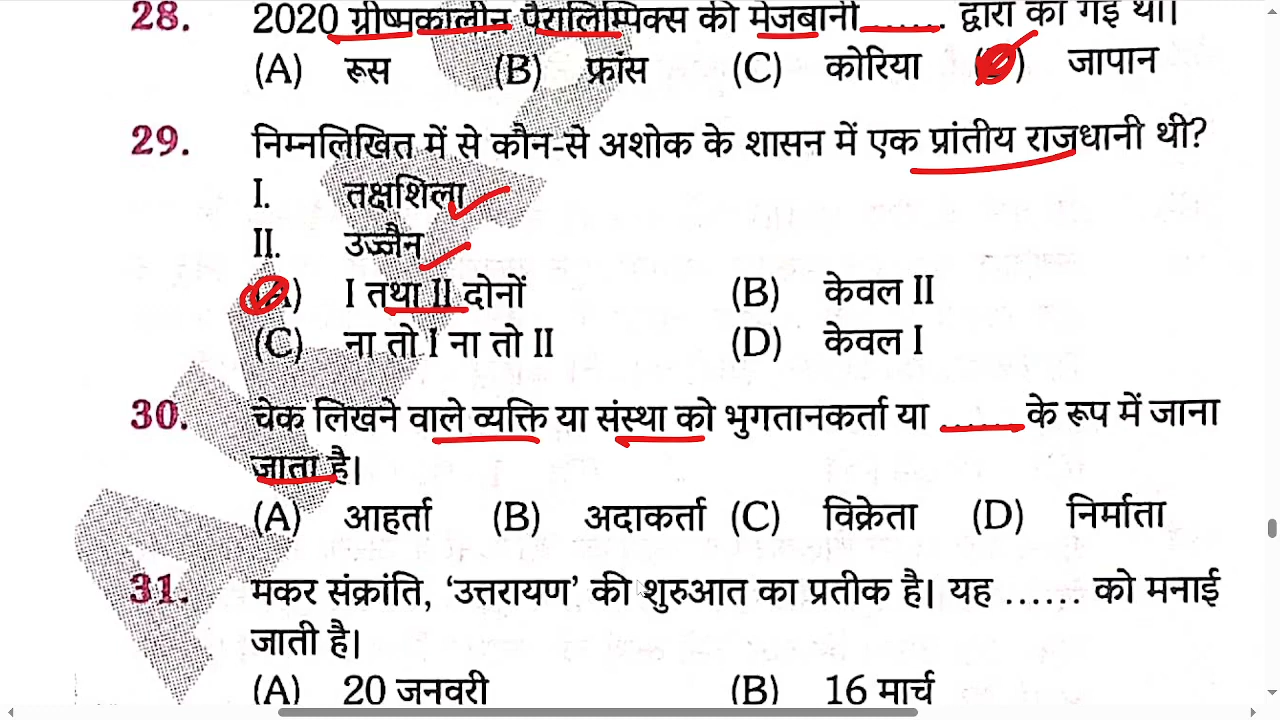 28. 2020 ग्रीष्मकालीन पैरालिम्पिक्स की मेजबानी ...... द्वारा की गई थी।
(A) रूस (B) फ्रांस (C) कोरिया (D) जापान
29. निम्नलिखित में से कौन-से अशोक के शासन में एक प्रांतीय राजधानी थी?
I. तक्षशिला
II. उज्जैन
(A) I तथा II दोनों (B) केवल II
(C) ना तो I ना तो II (D) केवल I
30. चेक लिखने वाले व्यक्ति या संस्था को भुगतानकर्ता या ...... के रूप में जाना
जाता है।
(A) आहर्ता (B) अदाकर्ता (C) विक्रेता (D) निर्माता
31. मकर संक्रांति, ‘उत्तरायण’ की शुरुआत का प्रतीक है। यह ...... को मनाई
जाती है।
(A) 20 जनवरी (B) 16 मार्च